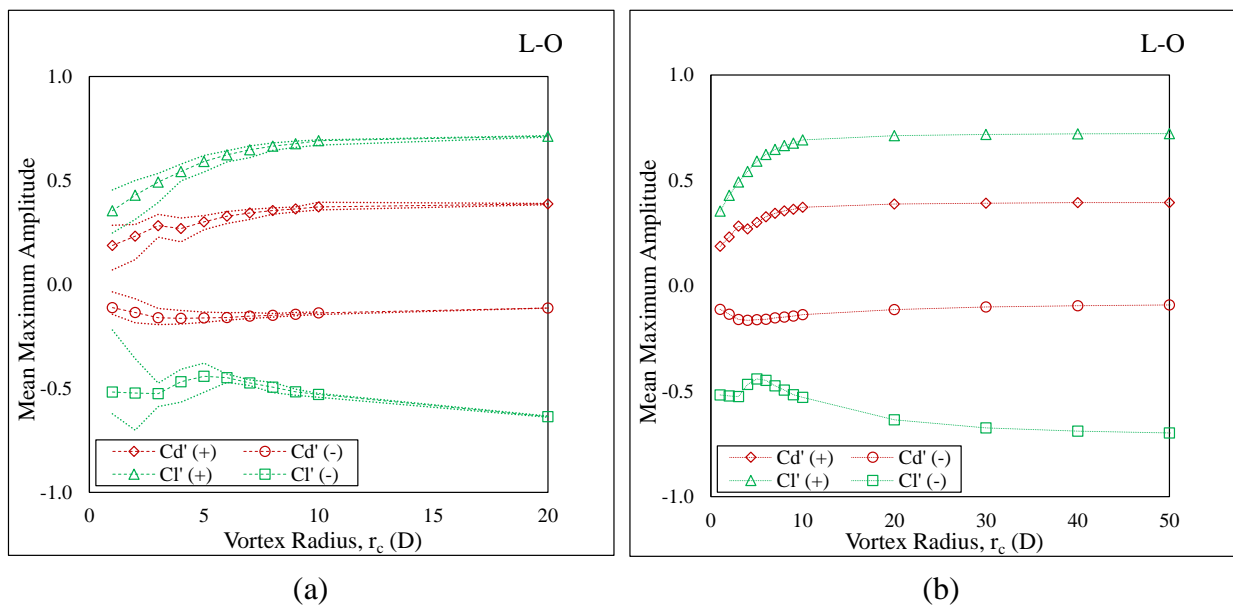 L-O
1.0
0.5
0.0
-0.5
-1.0
Mean Maximum Amplitude
Cd' (+) Cd' (-)
Cl' (+) Cl' (-)
0 5 10 15 20
Vortex Radius, rc (D)
(a)
L-O
1.0
0.5
0.0
-0.5
-1.0
Mean Maximum Amplitude
Cd' (+) Cd' (-)
Cl' (+) Cl' (-)
0 10 20 30 40 50
Vortex Radius, rc (D)
(b)